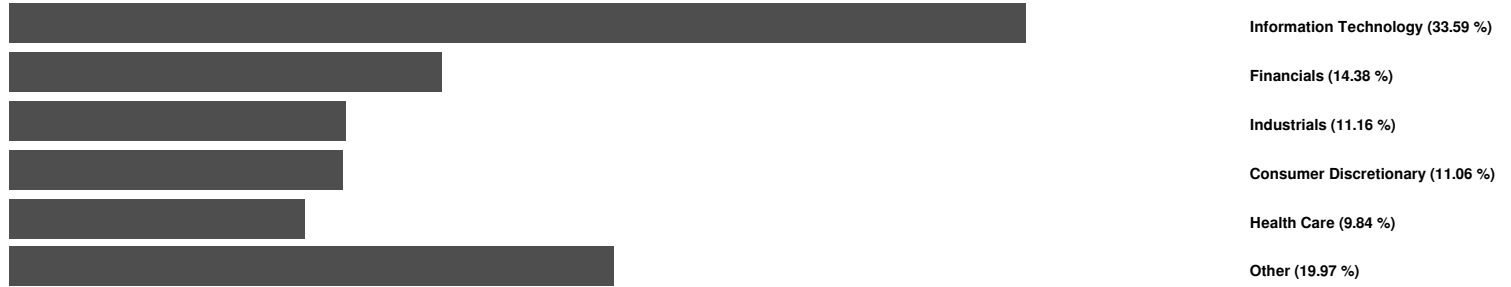 Information Technology (33.59 %)
Financials (14.38 %)
Industrials (11.16 %)
Consumer Discretionary (11.06 %)
Health Care (9.84 %)
Other (19.97 %)